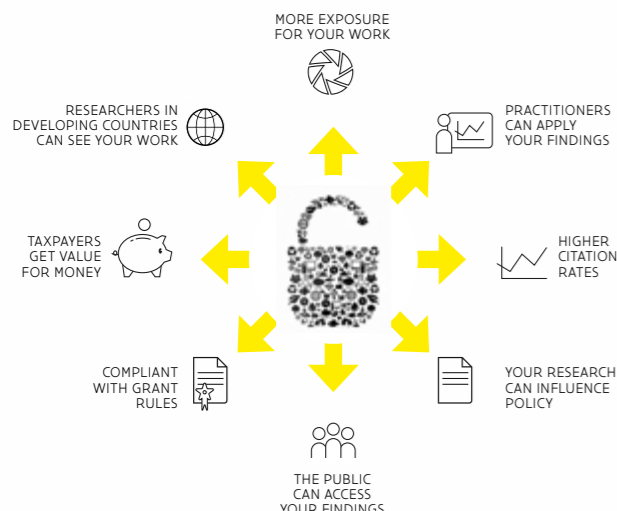 MORE EXPOSURE
FOR YOUR WORK
RESEARCHERS IN
DEVELOPING COUNTRIES
CAN SEE YOUR WORK
PRACTITIONERS
CAN APPLY
YOUR FINDINGS
TAXPAYERS
GET VALUE
FOR MONEY
HIGHER
CITATION
RATES
COMPLIANT
WITH GRANT
RULES
YOUR RESEARCH
CAN INFLUENCE
POLICY
THE PUBLIC
CAN ACCESS
YOUR FINDINGS